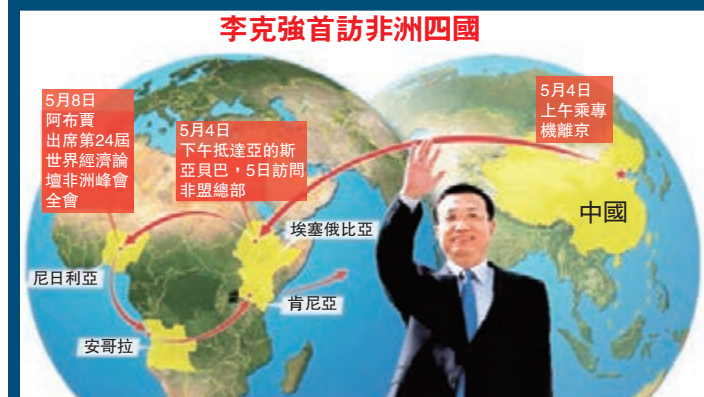 李克強首訪非洲四國
5月8日
阿布賈
出席第24屆
世界經濟論
壇非洲峰會
全會
5月4日
下午抵達亞的斯
亞貝巴，5日訪問
非盟總部
5月4日
上午乘專
機離京
中國
埃塞俄比亞
尼日利亞
肯尼亞
安哥拉